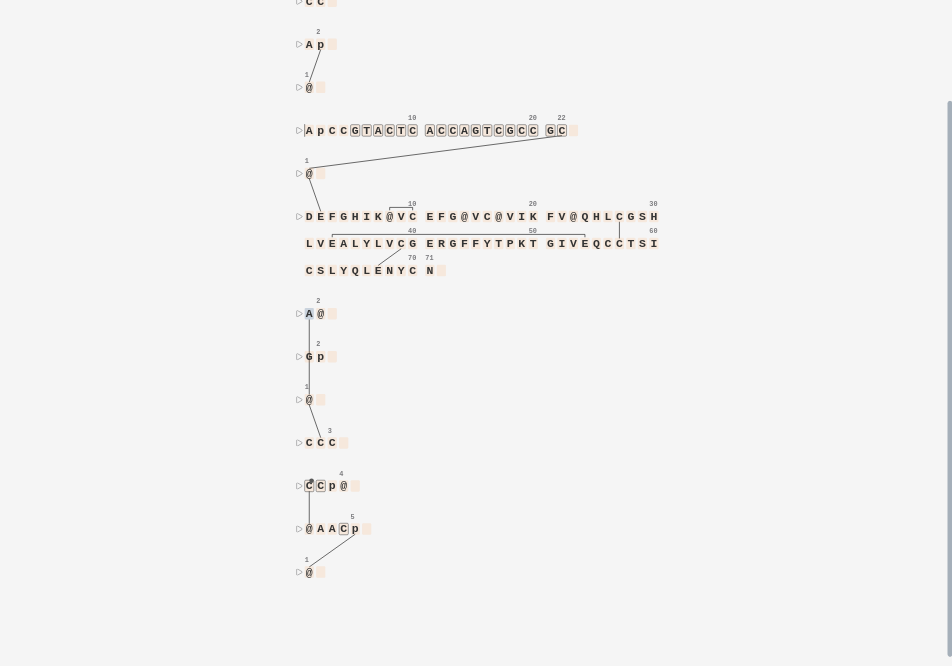 C C
2
A p
1
@
10 20 22
A p C C G T A C T C A C C A G T C G C C G C
1
@
10 20 30
D E F G H I K @ V C E F G @ V C @ V I K F V @ Q H L C G S H
40 50 60
L V E A L Y L V C G E R G F F Y T P K T G I V E Q C C T S I
70 71
C S L Y Q L E N Y C N
2
A @
2
G p
1
@
3
C C C
4
C C p @
5
@ A A C p
1
@